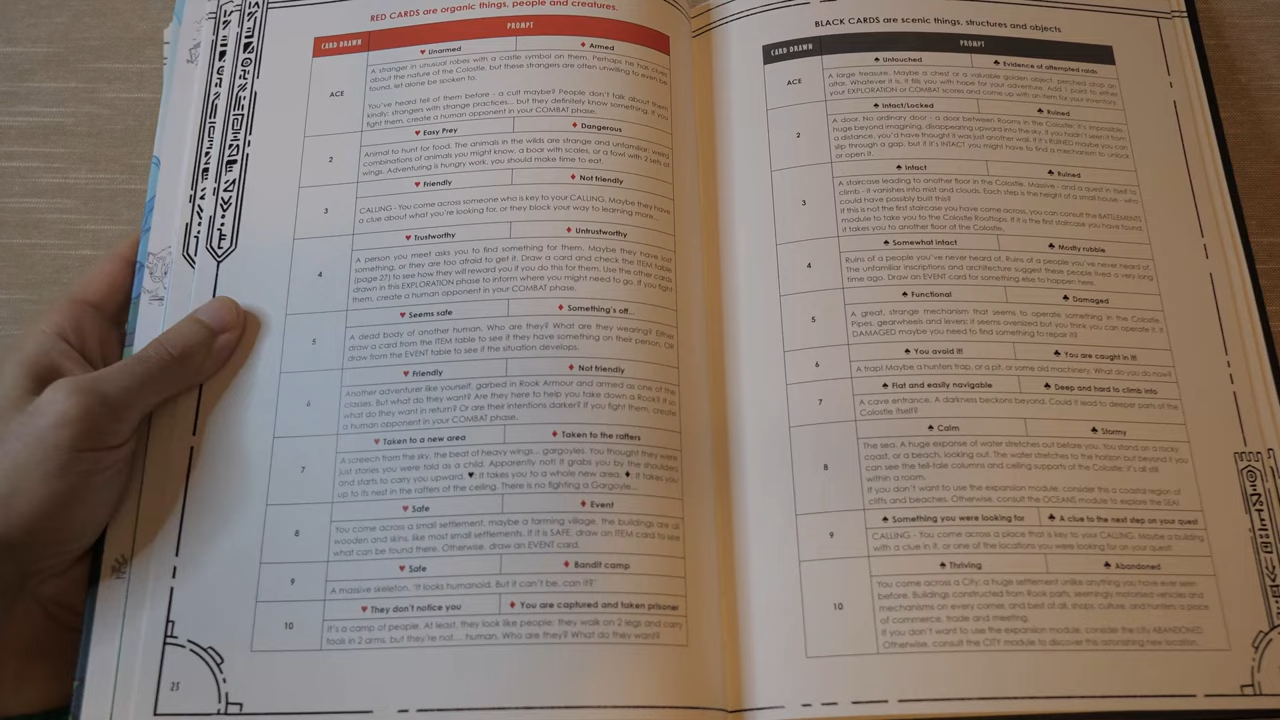 RED CARDS are organic things, people and creatures.
CARD DRAWN
PROMPT
♥ Unarmed
♦ Armed
ACE
A stranger in unusual robes with a castle symbol on them. Perhaps he has clues
about the nature of the Colostle, but these strangers are often unwilling to even be
found, let alone be spoken to.
You've heard tell of them before - a cult maybe? People don't talk about them
kindly: strangers with strange practices... but they definitely know something. If you
fight them, create a human opponent in your COMBAT phase.
♥ Easy Prey
♦ Dangerous
2
Animal to hunt for food. The animals in the wilds are strange and unfamiliar; weird
combinations of animals you might know, a boar with scales, or a fowl with 2 sets of
wings. Adventuring is hungry work, you should make time to eat.
♥ Friendly
♦ Not friendly
3
CALLING - You come across someone who is key to your CALLING. Maybe they have
a clue about what you're looking for, or they block your way to learning more...
♥ Trustworthy
♦ Untrustworthy
4
A person you meet asks you to find something for them. Maybe they have lost
something, or they are too afraid to get it. Draw a card and check the ITEM table
(page 27) to see how they will reward you if you do this for them. Use the other cards
drawn in this EXPLORATION phase to inform where you might need to go. If you fight
them, create a human opponent in your COMBAT phase.
♥ Seems safe
♦ Something's off...
5
A dead body of another human. Who are they? What are they wearing? Either
draw a card from the ITEM table to see if they have something on their person, OR
draw from the EVENT table to see if the situation develops.
♥ Friendly
♦ Not friendly
6
Another adventurer like yourself, garbed in Rook Armour and armed as one of the
classes. But what do they want? Are they here to help you take down a Rook? If so
what do they want in return? Or are their intentions darker? If you fight them, create
a human opponent in your COMBAT phase.
♥ Taken to a new area
♦ Taken to the rafters
7
A screech from the sky, the beat of heavy wings... gargoyles. You thought they were
just stories you were told as a child. Apparently not! It grabs you by the shoulders
and starts to carry you upward. ♥: It takes you to a whole new area. ♦: It takes you
up to its nest in the rafters of the ceiling. There is no fighting a Gargoyle...
♥ Safe
♦ Event
8
You come across a small settlement, maybe a farming village, the buildings are all
wooden and skins, like most small settlements. If it is SAFE, draw an ITEM card to see
what can be found there. Otherwise, draw an EVENT card.
♥ Safe
♦ Bandit camp
9
A massive skeleton. 'It looks humanoid. But it can't be, can it?'
♥ They don't notice you
♦ You are captured and taken prisoner
10
It's a camp of people. At least, they look like people; they walk on 2 legs and carry
tools in 2 arms, but they're not... human. Who are they? What do they want?
25
BLACK CARDS are scenic things, structures and objects
CARD DRAWN
PROMPT
♠ Untouched
♣ Evidence of attempted raids
ACE
A large treasure. Maybe a chest or a valuable golden object, perched atop an
altar. Whatever it is, it fills you with hope for your adventure. Add 1 point to either
your EXPLORATION or COMBAT scores and come up with an item for your inventory.
♠ Intact/Locked
♣ Ruined
2
A door. No ordinary door - a door between Rooms in the Colostle; it's impossibly
huge beyond imagining, disappearing upward into the sky. If you hadn't seen it from
a distance, you'd have thought it was just another wall. If it's RUINED maybe you can
slip through a gap, but if it's INTACT you might have to find a mechanism to unlock
or open it.
♠ Intact
♣ Ruined
3
A staircase leading to another floor in the Colostle. Massive - and a quest in itself to
climb - it vanishes into mist and clouds. Each step is the height of a small house - who
could have possibly built this?
If this is not the first staircase you have come across, you can consult the BATTLEMENTS
module to take you to the Colostle Rooftops. If it is the first staircase you have found,
it takes you to another floor of the Colostle.
♠ Somewhat intact
♣ Mostly rubble
4
Ruins of a people you've never heard of. Ruins of a people you've never heard of.
The unfamiliar inscriptions and architecture suggest these people lived a very long
time ago. Draw an EVENT card for something else to happen here.
♠ Functional
♣ Damaged
5
A great, strange mechanism that seems to operate something in the Colostle.
Pipes, gearwheels and levers; it seems oversized but you think you can operate it. If
DAMAGED maybe you need to find something to repair it?
♠ You avoid it!
♣ You are caught in it!
6
A trap! Maybe a hunters trap, or a pit, or some old machinery. What do you do now?
♠ Flat and easily navigable
♣ Deep and hard to climb into
7
A cave entrance. A darkness beckons beyond. Could it lead to deeper parts of the
Colostle itself?
♠ Calm
♣ Stormy
8
The sea. A huge expanse of water stretches out before you. You stand on a rocky
coast, or a beach, looking out. The water stretches to the horizon but beyond it you
can see the tell-tale columns and ceiling supports of the Colostle; it's all still
within a room.
If you don't want to use the expansion module, consider this a coastal region of
cliffs and beaches. Otherwise, consult the OCEANS module to explore the SEA!
♠ Something you were looking for
♣ A clue to the next step on your quest
9
CALLING - You come across a place that is key to your CALLING. Maybe a building
with a clue in it, or one of the locations you were looking for on your quest!
♠ Thriving
♣ Abandoned
10
You come across a City; a huge settlement unlike anything you have ever seen
before. Buildings constructed from Rook parts, seemingly motorised vehicles and
mechanisms on every corner, and best of all, shops, culture, and hunters; a place
of commerce, trade and meeting.
If you don't want to use the expansion module, consider the city ABANDONED.
Otherwise, consult the CITY module to discover this astonishing new location.